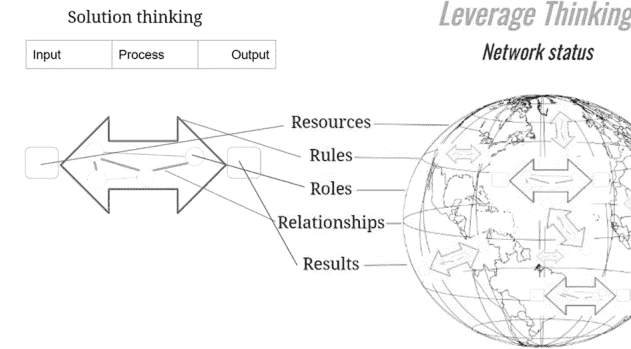 Solution thinking
Input Process Output
Leverage Thinking
Network status
Resources
Rules
Roles
Relationships
Results